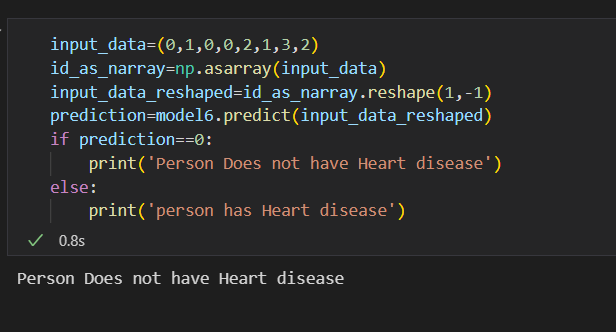 input_data=(0,1,0,0,2,1,3,2)
id_as_narray=np.asarray(input_data)
input_data_reshaped=id_as_narray.reshape(1,-1)
prediction=model6.predict(input_data_reshaped)
if prediction==0:
    print('Person Does not have Heart disease')
else:
    print('person has Heart disease')
0.8s
Person Does not have Heart disease